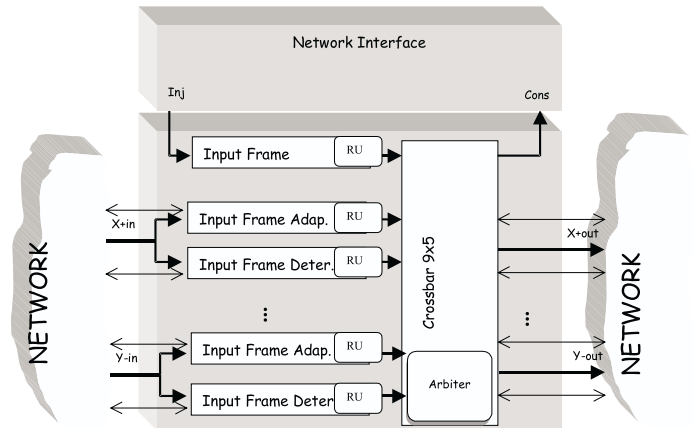 Network Interface
Inj
Cons
Input Frame
RU
X+in
Input Frame Adap.
RU
Input Frame Deter.
RU
X+out
NETWORK
Crossbar 9x5
NETWORK
Y-in
Input Frame Adap.
RU
Y-out
Arbiter
Input Frame Deter
RU